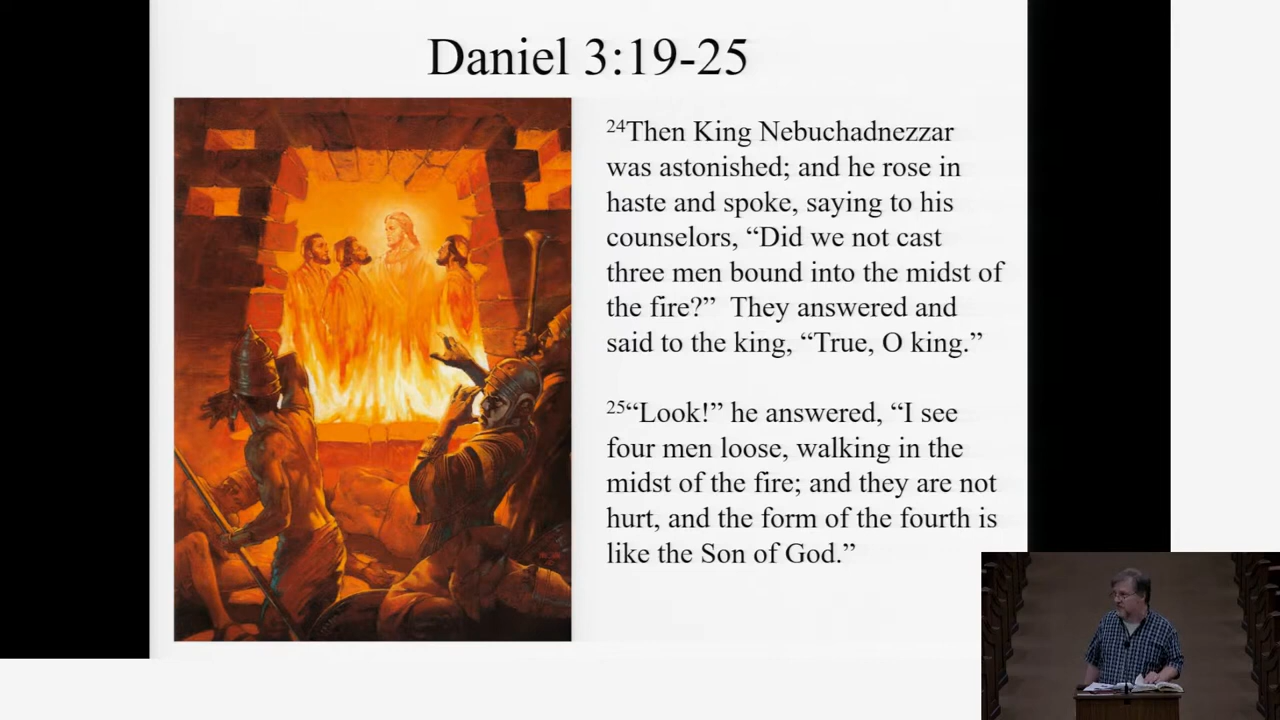 Daniel 3:19-25
24Then King Nebuchadnezzar
was astonished; and he rose in
haste and spoke, saying to his
counselors, “Did we not cast
three men bound into the midst of
the fire?”  They answered and
said to the king, “True, O king.”
25“Look!” he answered, “I see
four men loose, walking in the
midst of the fire; and they are not
hurt, and the form of the fourth is
like the Son of God.”